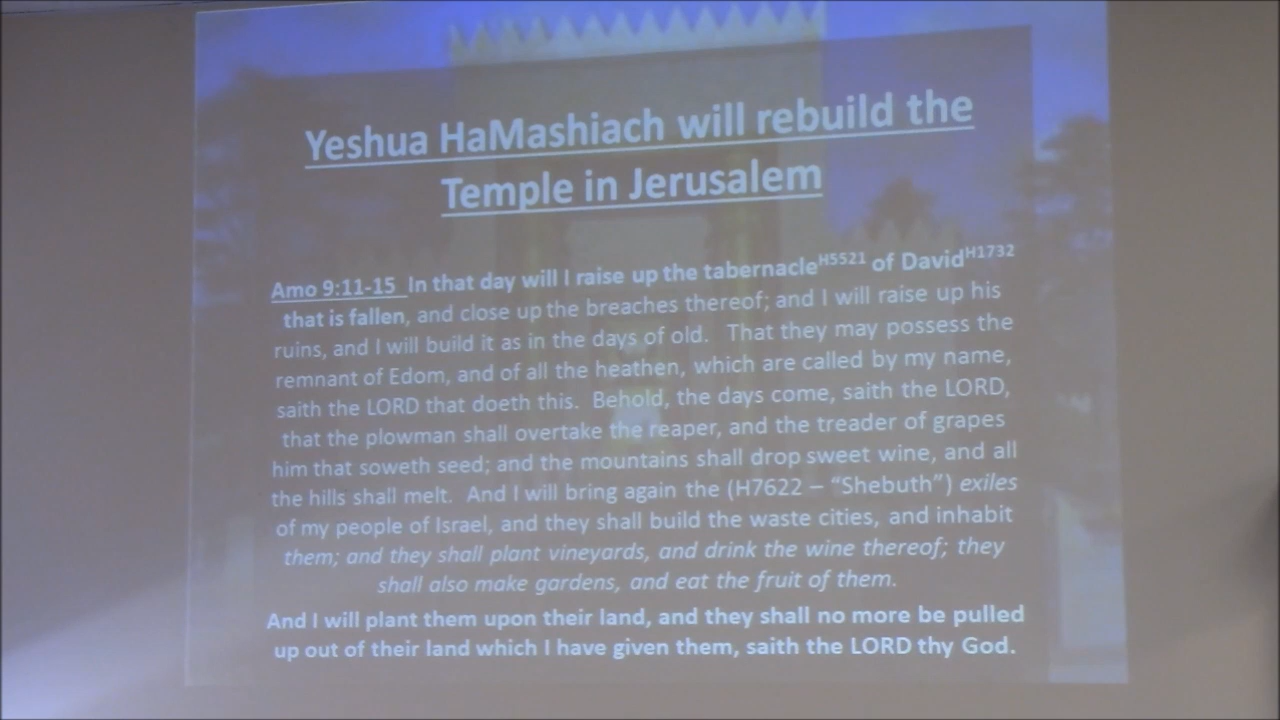 Yeshua HaMashiach will rebuild the
Temple in Jerusalem
Amo 9:11-15 In that day will I raise up the tabernacleH5521 of DavidH1732
that is fallen, and close up the breaches thereof; and I will raise up his
ruins, and I will build it as in the days of old. That they may possess the
remnant of Edom, and of all the heathen, which are called by my name,
saith the LORD that doeth this. Behold, the days come, saith the LORD,
that the plowman shall overtake the reaper, and the treader of grapes
him that soweth seed; and the mountains shall drop sweet wine, and all
the hills shall melt. And I will bring again the (H7622 – “Shebuth”) exiles
of my people of Israel, and they shall build the waste cities, and inhabit
them; and they shall plant vineyards, and drink the wine thereof; they
shall also make gardens, and eat the fruit of them.
And I will plant them upon their land, and they shall no more be pulled
up out of their land which I have given them, saith the LORD thy God.